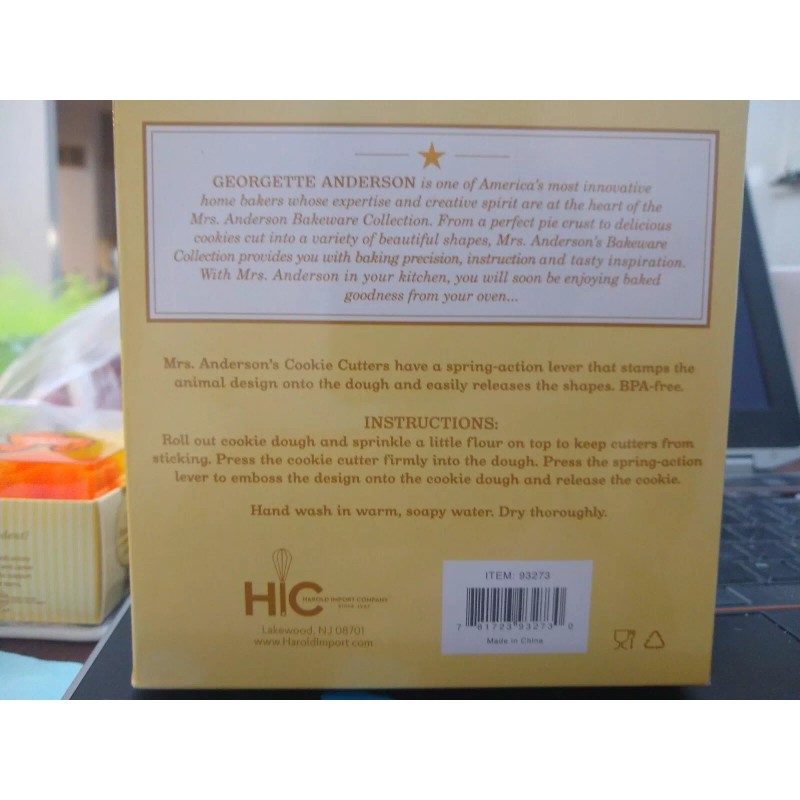 GEORGETTE ANDERSON is one of America's most innovative
home bakers whose expertise and creative spirit are at the heart of the
Mrs. Anderson Bakeware Collection. From a perfect pie crust to delicious
cookies cut into a variety of beautiful shapes, Mrs. Anderson's Bakeware
Collection provides you with baking precision, instruction and tasty inspiration.
With Mrs. Anderson in your kitchen, you will soon be enjoying baked
goodness from your oven...
Mrs. Anderson's Cookie Cutters have a spring-action lever that stamps the
animal design onto the dough and easily releases the shapes. BPA-free.
INSTRUCTIONS:
Roll out cookie dough and sprinkle a little flour on top to keep cutters from
sticking. Press the cookie cutter firmly into the dough. Press the spring-action
lever to emboss the design onto the cookie dough and release the cookie.
Hand wash in warm, soapy water. Dry thoroughly.
HIC HAROLD IMPORT COMPANY
Lakewood, NJ 08701
www.HaroldImport.com
ITEM: 93273
7 81723 93273 0
Made in China